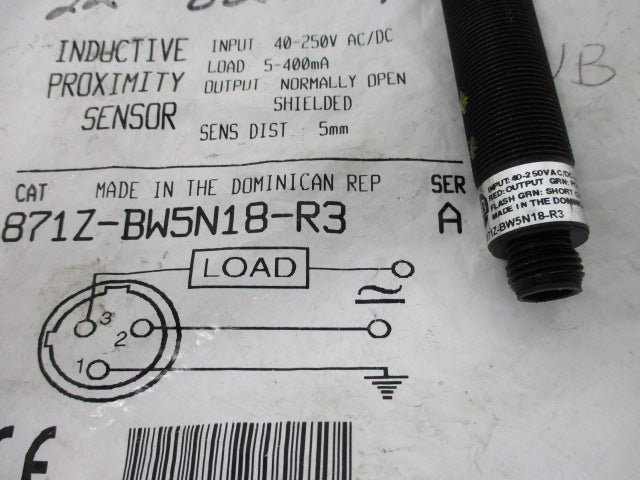 INDUCTIVE
PROXIMITY
SENSOR
INPUT: 40-250V AC/DC
LOAD 5-400mA
OUTPUT: NORMALLY OPEN
SHIELDED
SENS DIST. 5mm
CAT MADE IN THE DOMINICAN REP SER
871Z-BW5N18-R3 A
LOAD
3
2
1
CE
INPUT: 40-250VAC/DC
RED:OUTPUT GRN:
FLASH GRN: SHORT
MADE IN THE
871Z-BW5N18-R3